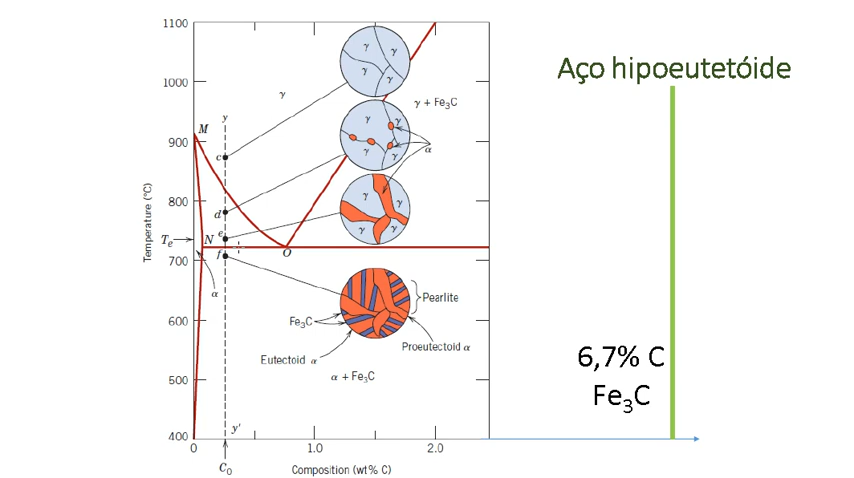 Aço hipoeutetóide
1100
1000
900
800
700
600
500
400
Temperature (°C)
M
y
γ
c
d
e
f
Tₑ
N
O
α
γ
γ
γ
γ
γ + Fe₃C
γ
γ
γ
γ
α
γ
γ
γ
γ
Pearlite
Fe₃C
Proeutectoid α
Eutectoid α
α + Fe₃C
y'
0
1.0
2.0
C₀
Composition (wt% C)
6,7% C
Fe₃C